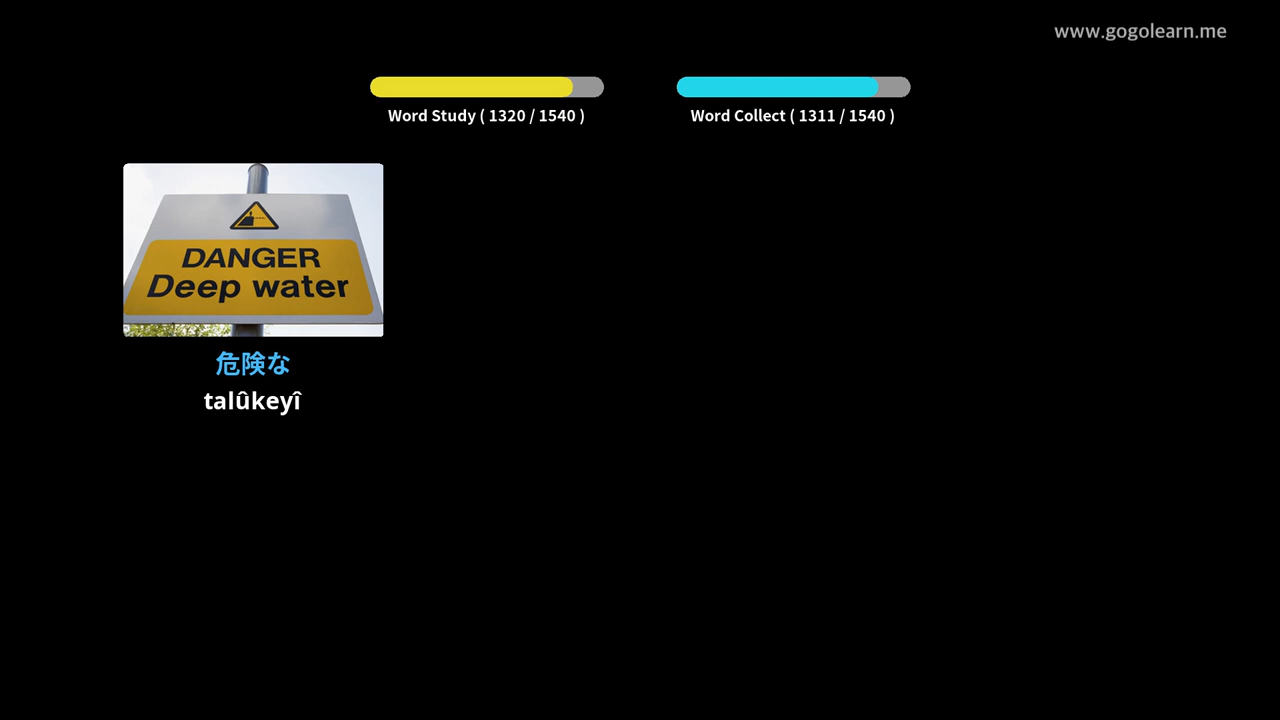 www.gogolearn.me
Word Study ( 1320 / 1540 )
Word Collect ( 1311 / 1540 )
DANGER
Deep water
危険な
talûkeyî